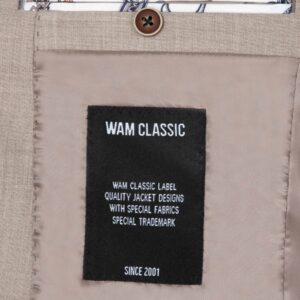 WAM CLASSIC
WAM CLASSIC LABEL
QUALITY JACKET DESIGNS
WITH SPECIAL FABRICS
SPECIAL TRADEMARK
SINCE 2001